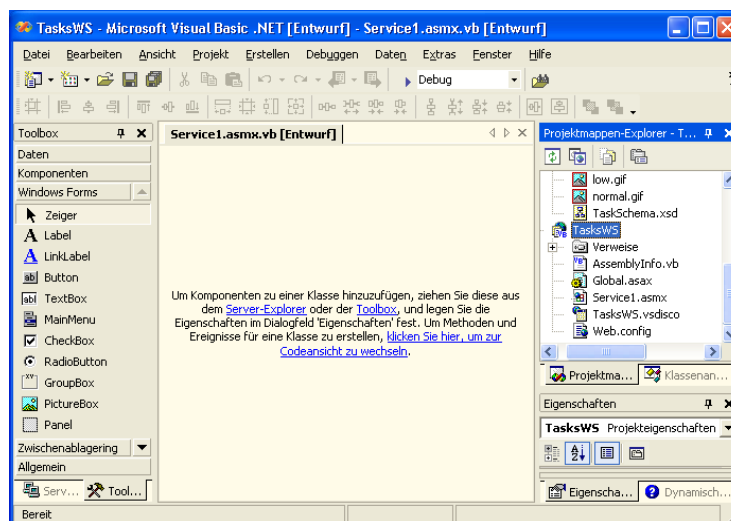 TasksWS - Microsoft Visual Basic .NET [Entwurf] - Service1.asmx.vb [Entwurf]
Datei Bearbeiten Ansicht Projekt Erstellen Debuggen Daten Extras Fenster Hilfe
Debug
Toolbox
Daten
Komponenten
Windows Forms
Zeiger
Label
LinkLabel
Button
TextBox
MainMenu
CheckBox
RadioButton
GroupBox
PictureBox
Panel
Zwischenablagering
Allgemein
Serv... Tool...
Service1.asmx.vb [Entwurf]
Um Komponenten zu einer Klasse hinzuzufügen, ziehen Sie diese aus
dem Server-Explorer oder der Toolbox, und legen Sie die
Eigenschaften im Dialogfeld 'Eigenschaften' fest. Um Methoden und
Ereignisse für eine Klasse zu erstellen, klicken Sie hier, um zur
Codeansicht zu wechseln.
Projektmappen-Explorer - T...
low.gif
normal.gif
TaskSchema.xsd
TasksWS
Verweise
AssemblyInfo.vb
Global.asax
Service1.asmx
TasksWS.vsdisco
Web.config
Projektma... Klassenan...
Eigenschaften
TasksWS Projekteigenschaften
Eigenscha... Dynamisch...
Bereit